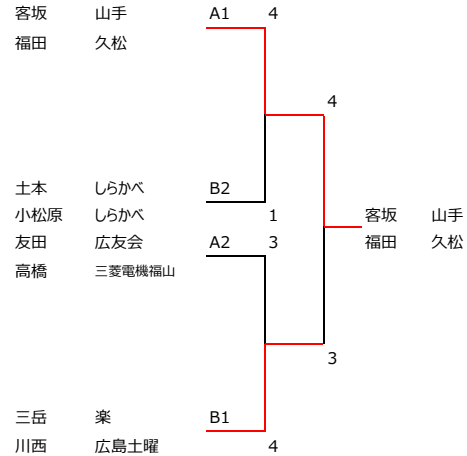 客坂 山手 A1 4
福田 久松
4
土本 しらかべ B2
小松原 しらかべ 1 客坂 山手
友田 広友会 A2 3 福田 久松
高橋 三菱電機福山
3
三岳 楽 B1
川西 広島土曜 4